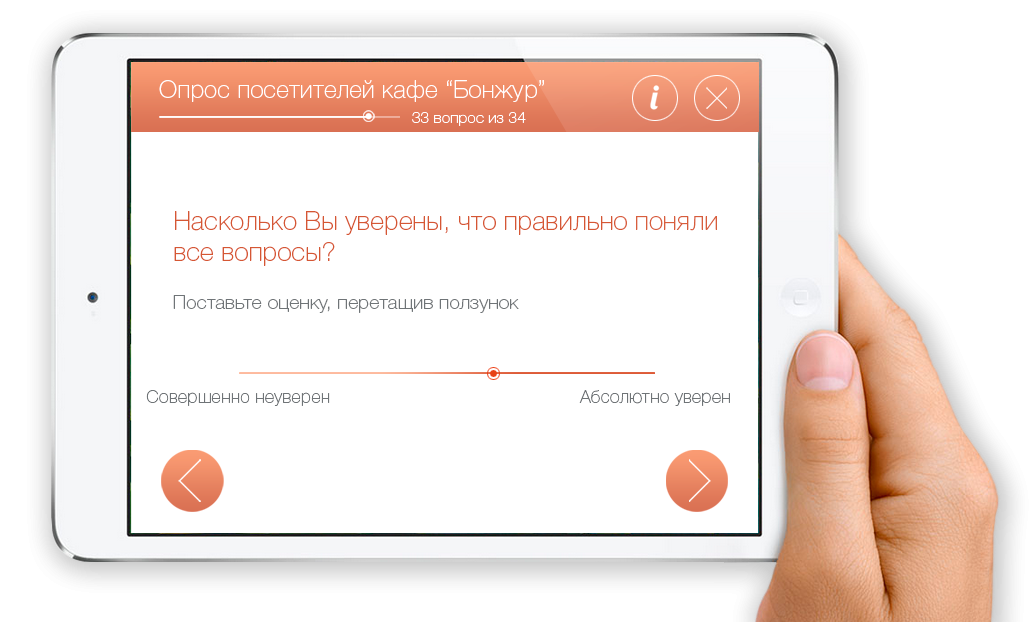 Опрос посетителей кафе “Бонжур”
33 вопрос из 34
Насколько Вы уверены, что правильно поняли
все вопросы?
Поставьте оценку, перетащив ползунок
Совершенно неуверен
Абсолютно уверен